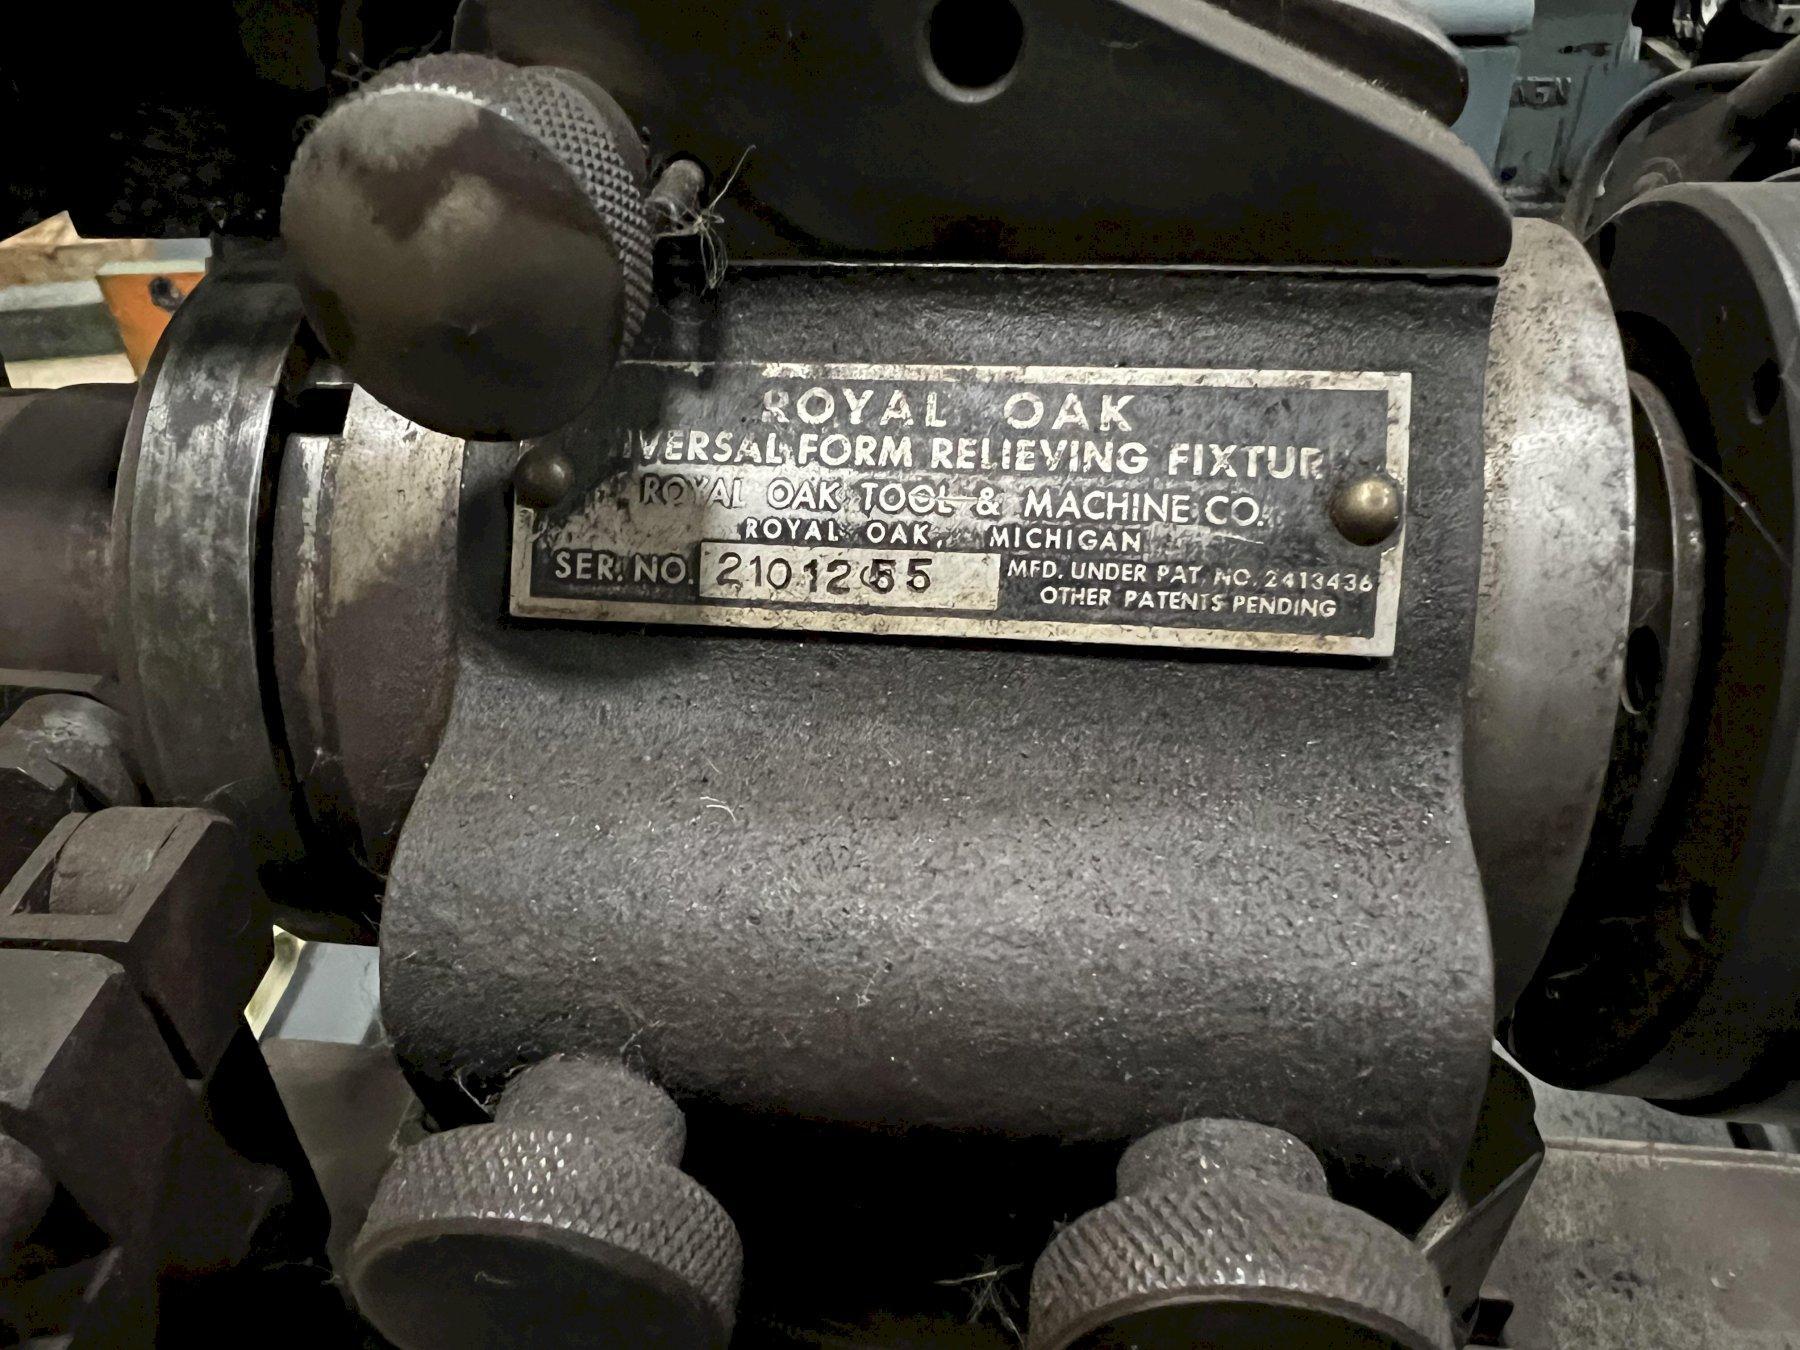 ROYAL OAK
IVERSAL FORM RELIEVING FIXTUR
ROYAL OAK TOOL & MACHINE CO.
ROYAL OAK, MICHIGAN
SER. NO. 2101255
MFD. UNDER PAT. NO. 2413436
OTHER PATENTS PENDING